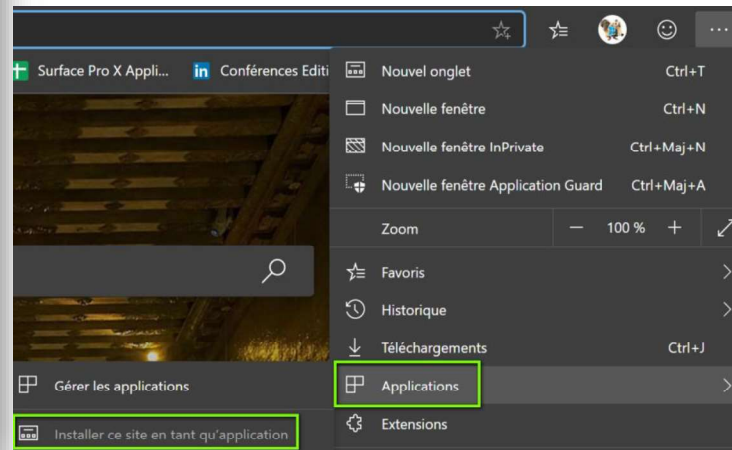 Surface Pro X Appli...
in Conférences Editi
Nouvel onglet Ctrl+T
Nouvelle fenêtre Ctrl+N
Nouvelle fenêtre InPrivate Ctrl+Maj+N
Nouvelle fenêtre Application Guard Ctrl+Maj+A
Zoom — 100 % +
Favoris
Historique
Téléchargements Ctrl+J
Gérer les applications
Applications
Installer ce site en tant qu'application
Extensions